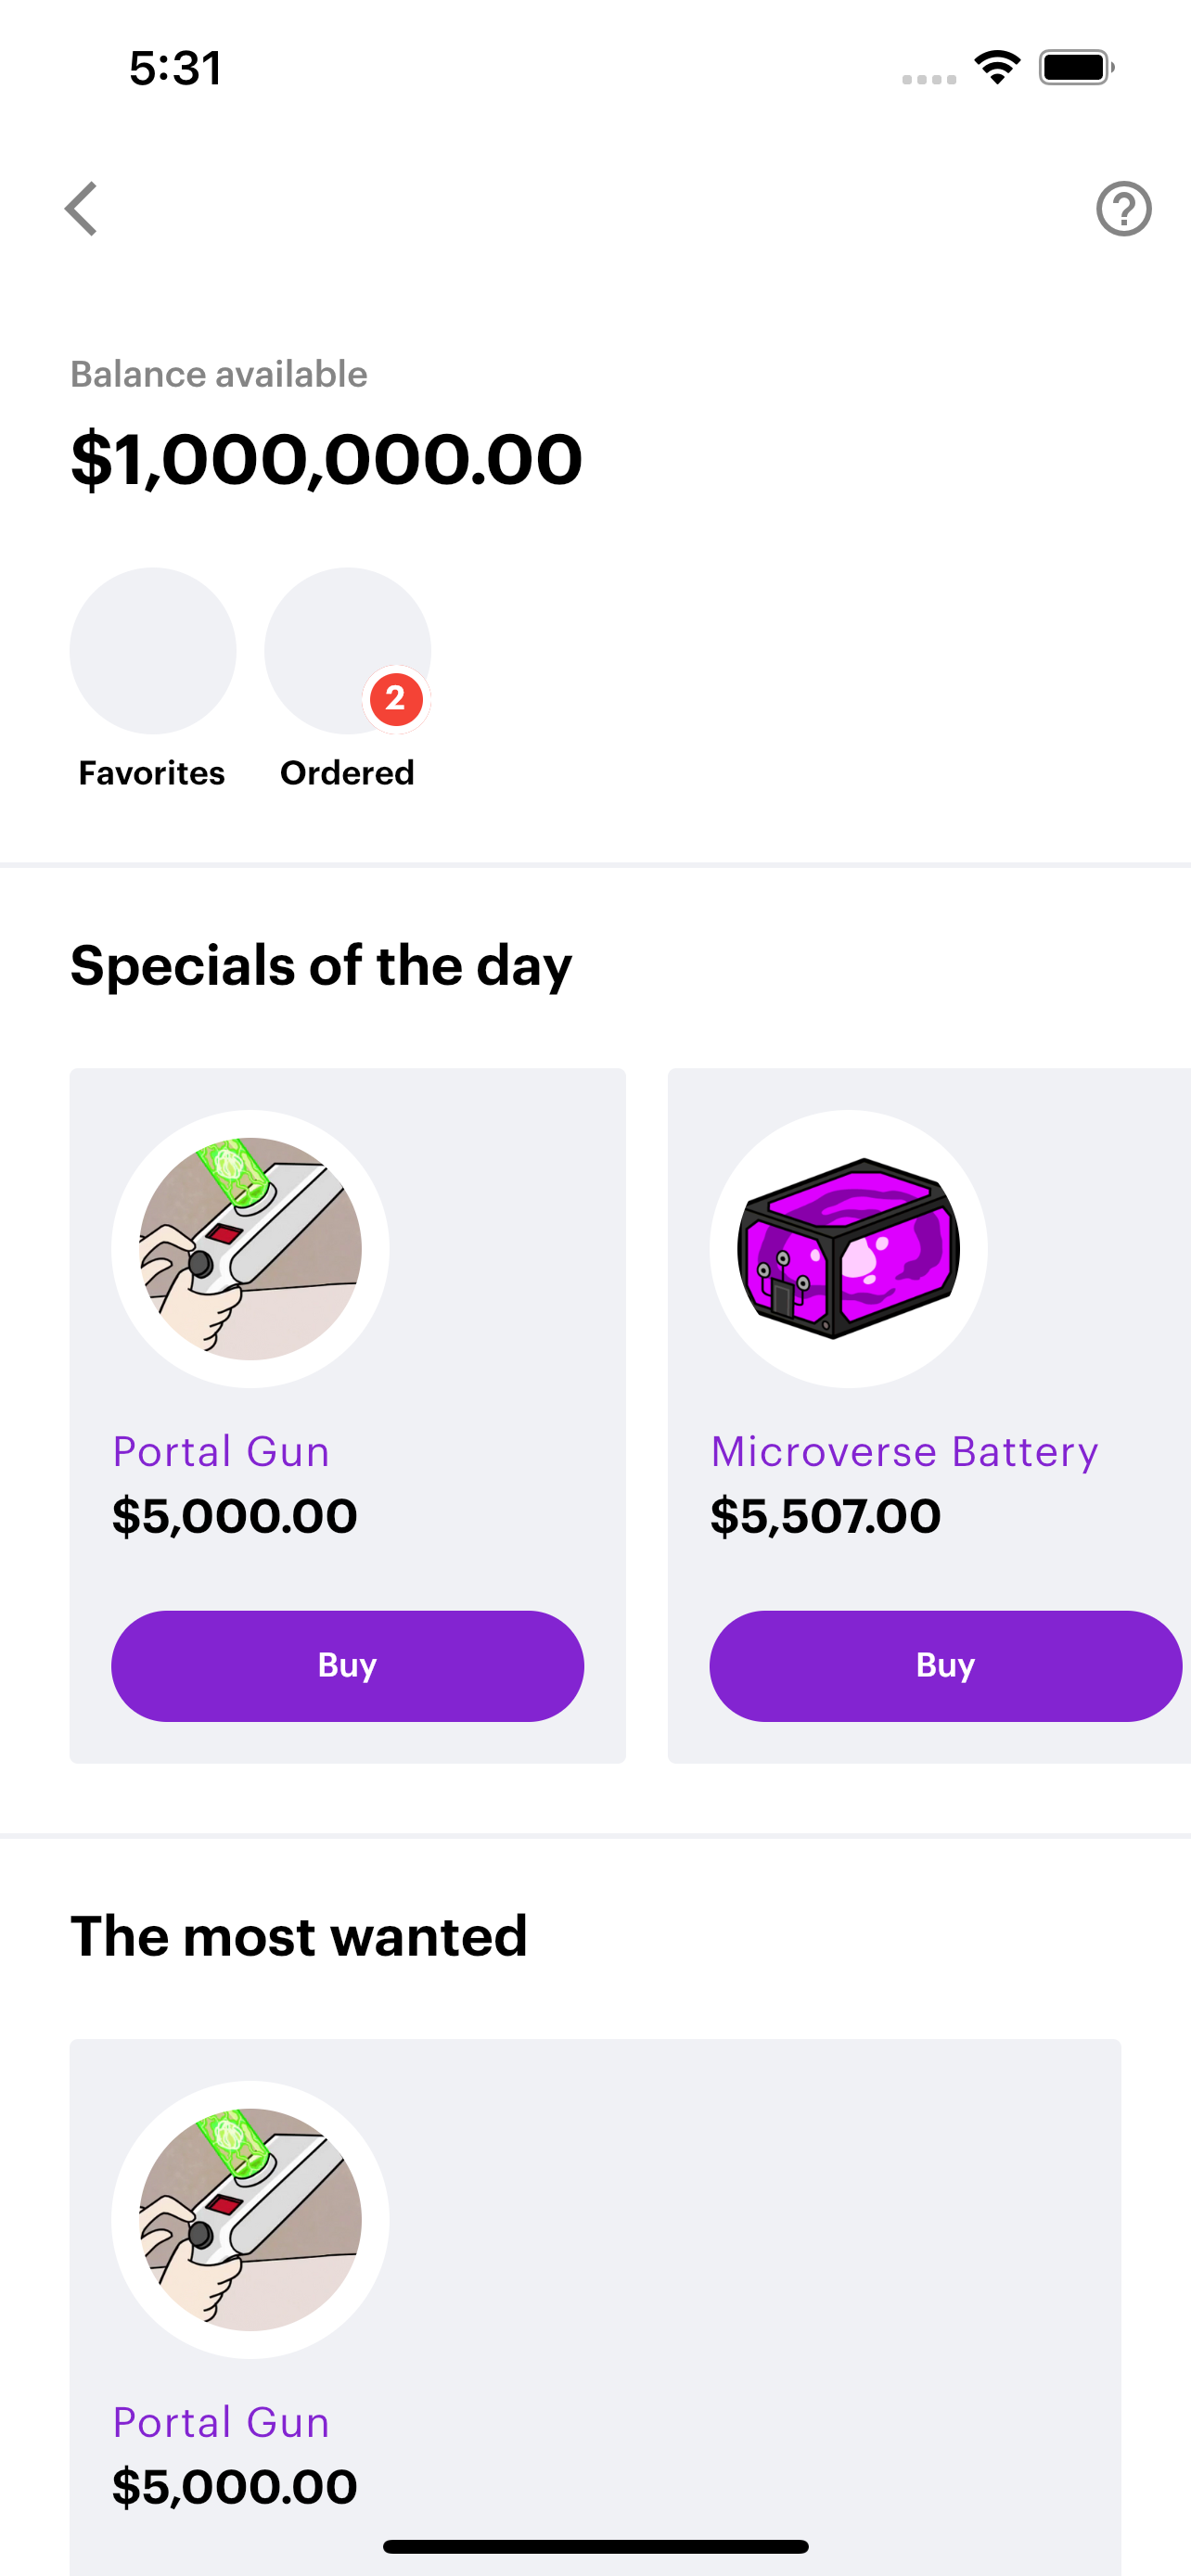 5:31
Balance available
$1,000,000.00
2
Favorites
Ordered
Specials of the day
Portal Gun
$5,000.00
Buy
Microverse Battery
$5,507.00
Buy
The most wanted
Portal Gun
$5,000.00